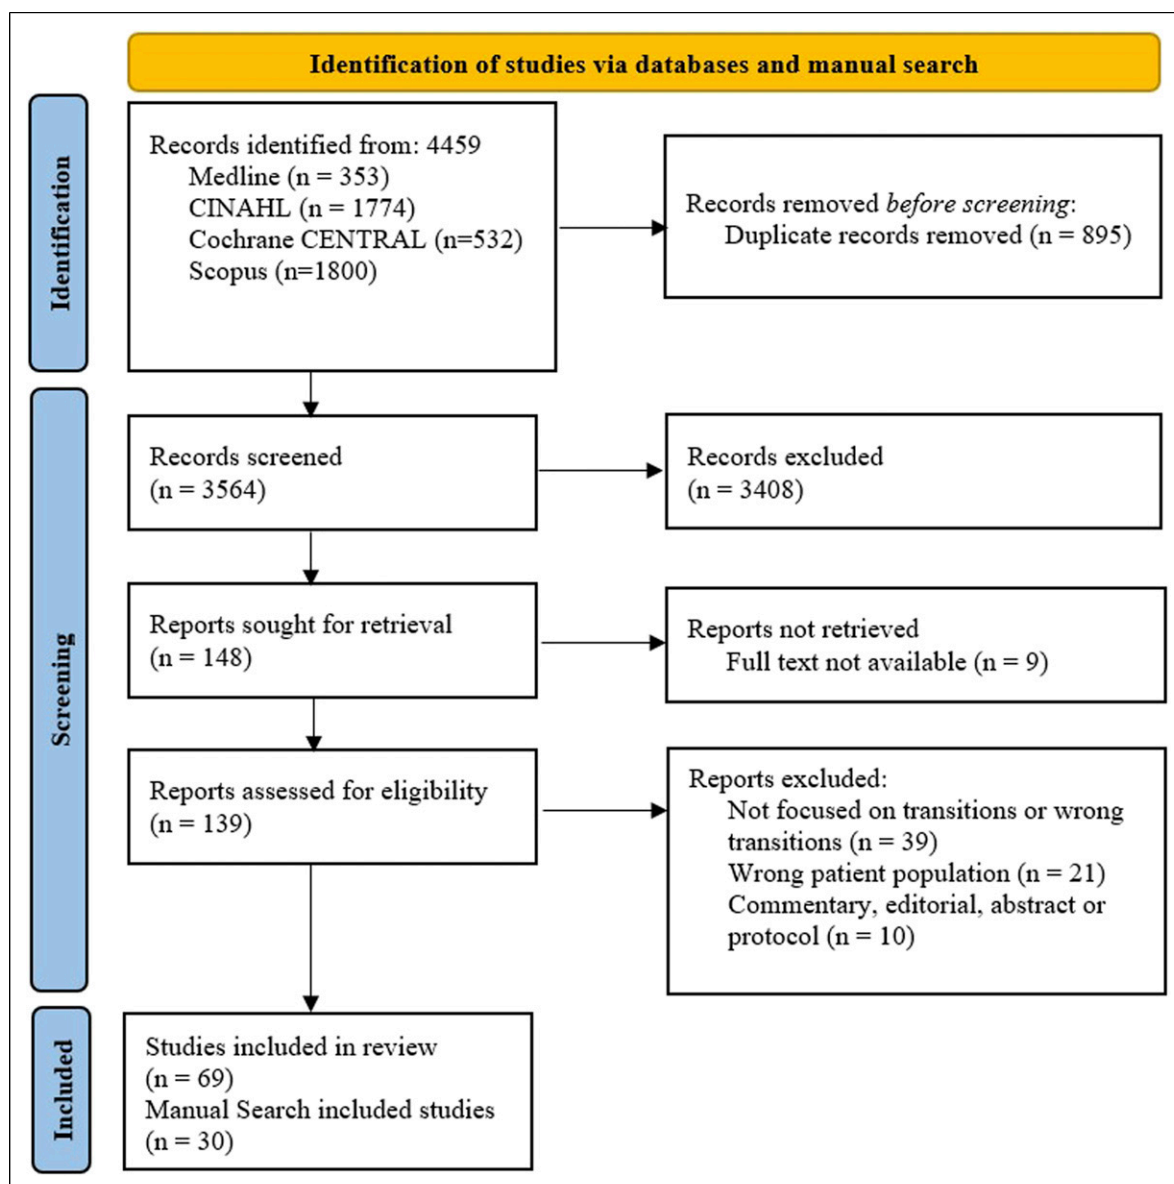 Identification of studies via databases and manual search
Identification
Records identified from: 4459
Medline (n = 353)
CINAHL (n = 1774)
Cochrane CENTRAL (n=532)
Scopus (n=1800)
Records removed before screening:
Duplicate records removed (n = 895)
Screening
Records screened
(n = 3564)
Records excluded
(n = 3408)
Reports sought for retrieval
(n = 148)
Reports not retrieved
Full text not available (n = 9)
Reports assessed for eligibility
(n = 139)
Reports excluded:
Not focused on transitions or wrong
transitions (n = 39)
Wrong patient population (n = 21)
Commentary, editorial, abstract or
protocol (n = 10)
Included
Studies included in review
(n = 69)
Manual Search included studies
(n = 30)